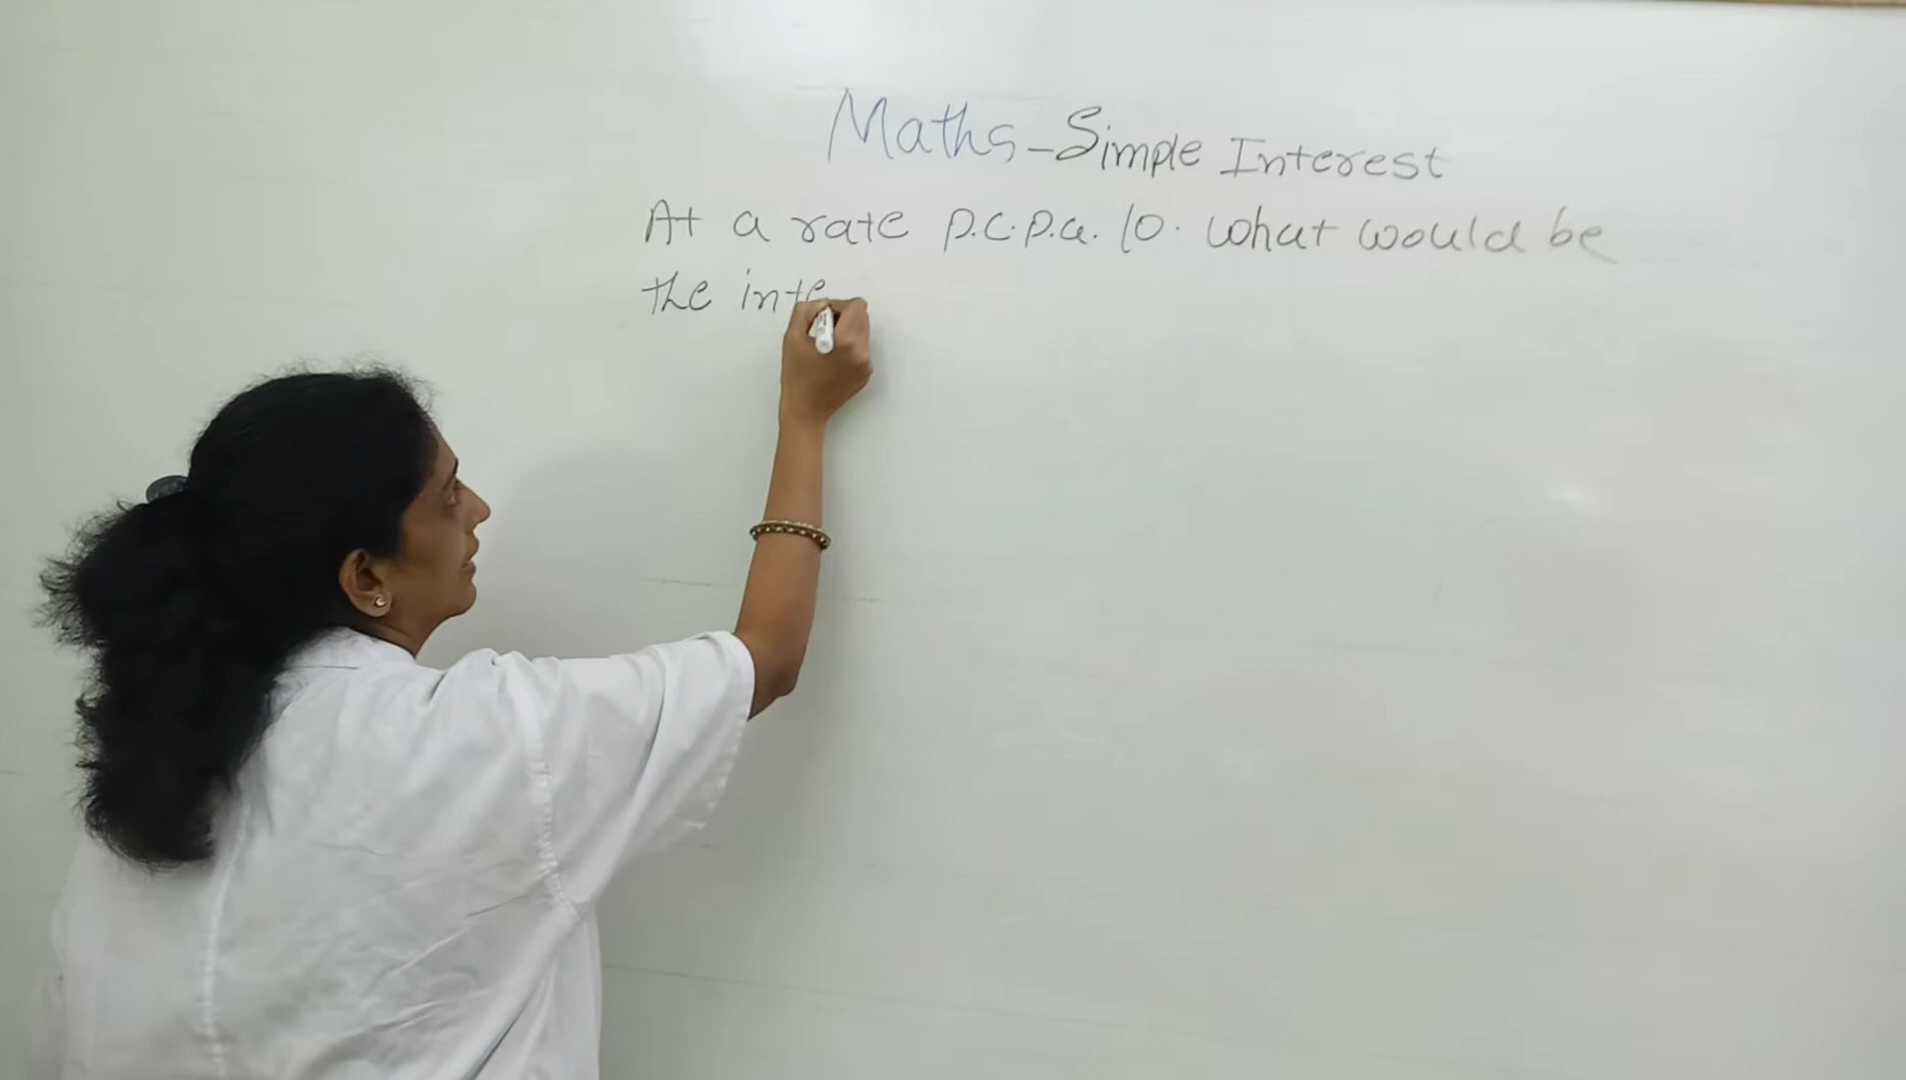 Maths-Simple Interest
At a rate p.c.p.a. 10. what would be
the inte